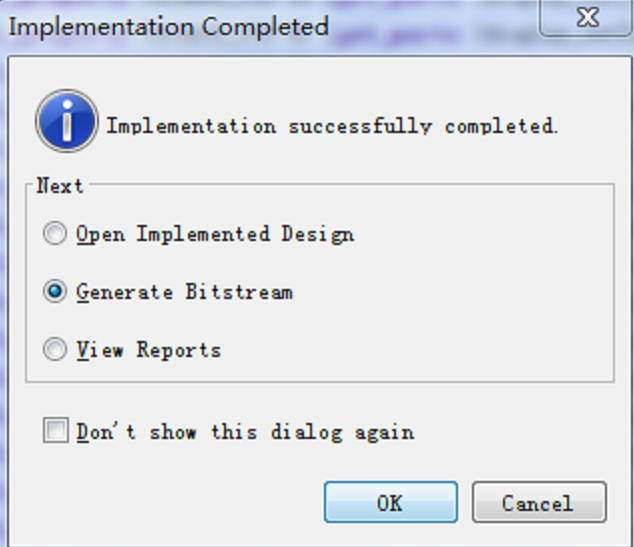 Implementation Completed
Implementation successfully completed.
Next
Open Implemented Design
Generate Bitstream
View Reports
Don't show this dialog again
OK Cancel